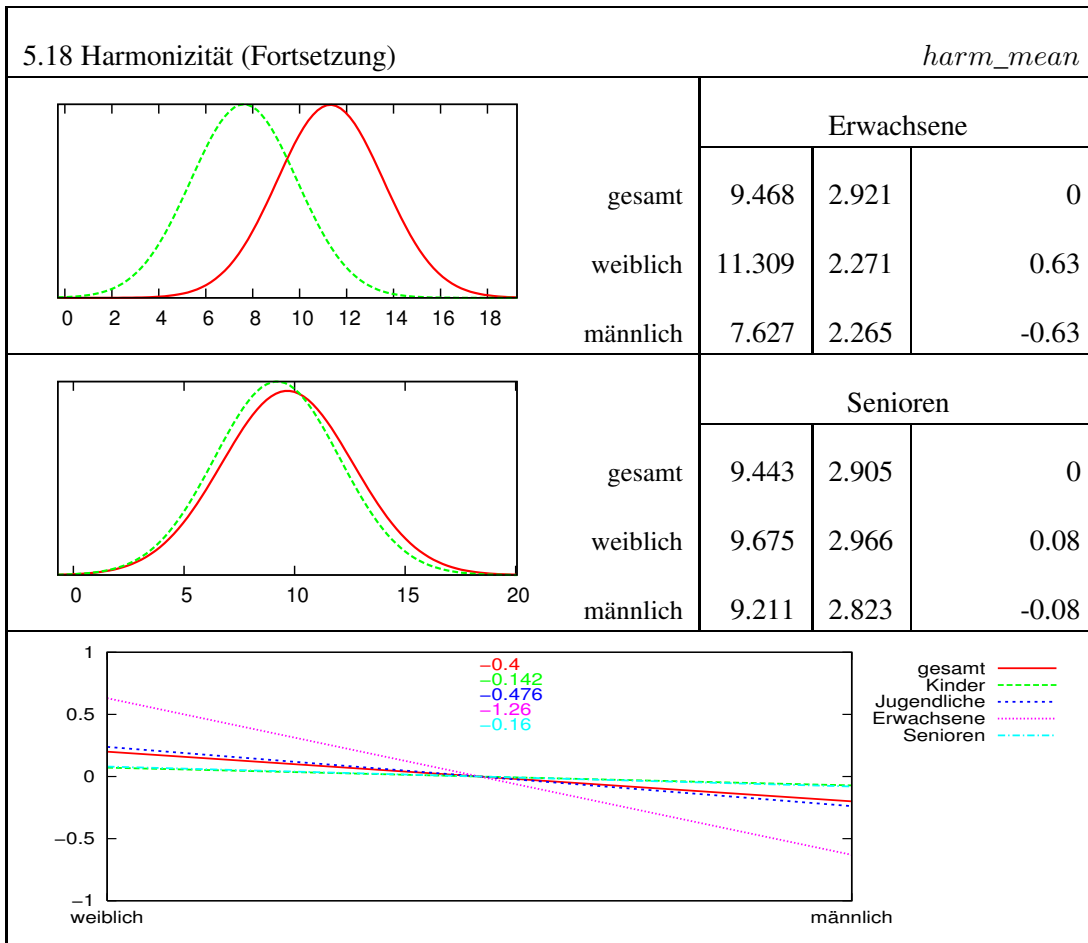 5.18 Harmonizität (Fortsetzung) harm_mean
0 2 4 6 8 10 12 14 16 18
Erwachsene
gesamt 9.468 2.921 0
weiblich 11.309 2.271 0.63
männlich 7.627 2.265 -0.63
0 5 10 15 20
Senioren
gesamt 9.443 2.905 0
weiblich 9.675 2.966 0.08
männlich 9.211 2.823 -0.08
1
0.5
0
−0.5
−1
weiblich männlich
−0.4
−0.142
−0.476
−1.26
−0.16
gesamt
Kinder
Jugendliche
Erwachsene
Senioren